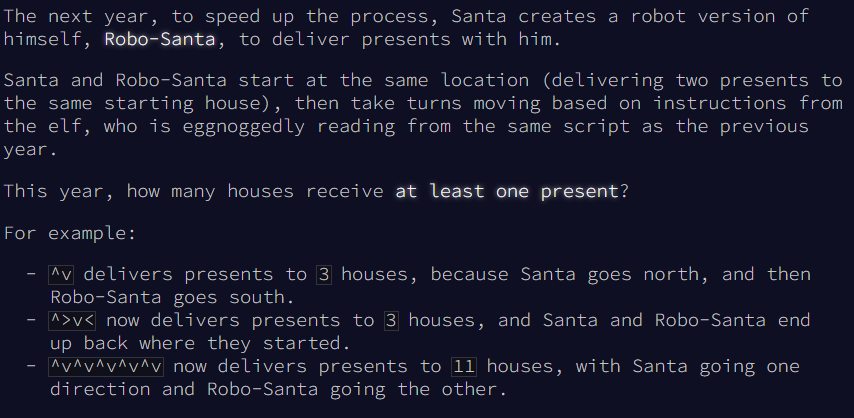 The next year, to speed up the process, Santa creates a robot version of
himself, Robo-Santa, to deliver presents with him.
Santa and Robo-Santa start at the same location (delivering two presents to
the same starting house), then take turns moving based on instructions from
the elf, who is eggnoggedly reading from the same script as the previous
year.
This year, how many houses receive at least one present?
For example:
- ^v delivers presents to 3 houses, because Santa goes north, and then
Robo-Santa goes south.
- ^>v< now delivers presents to 3 houses, and Santa and Robo-Santa end
up back where they started.
- ^v^v^v^v^v now delivers presents to 11 houses, with Santa going one
direction and Robo-Santa going the other.